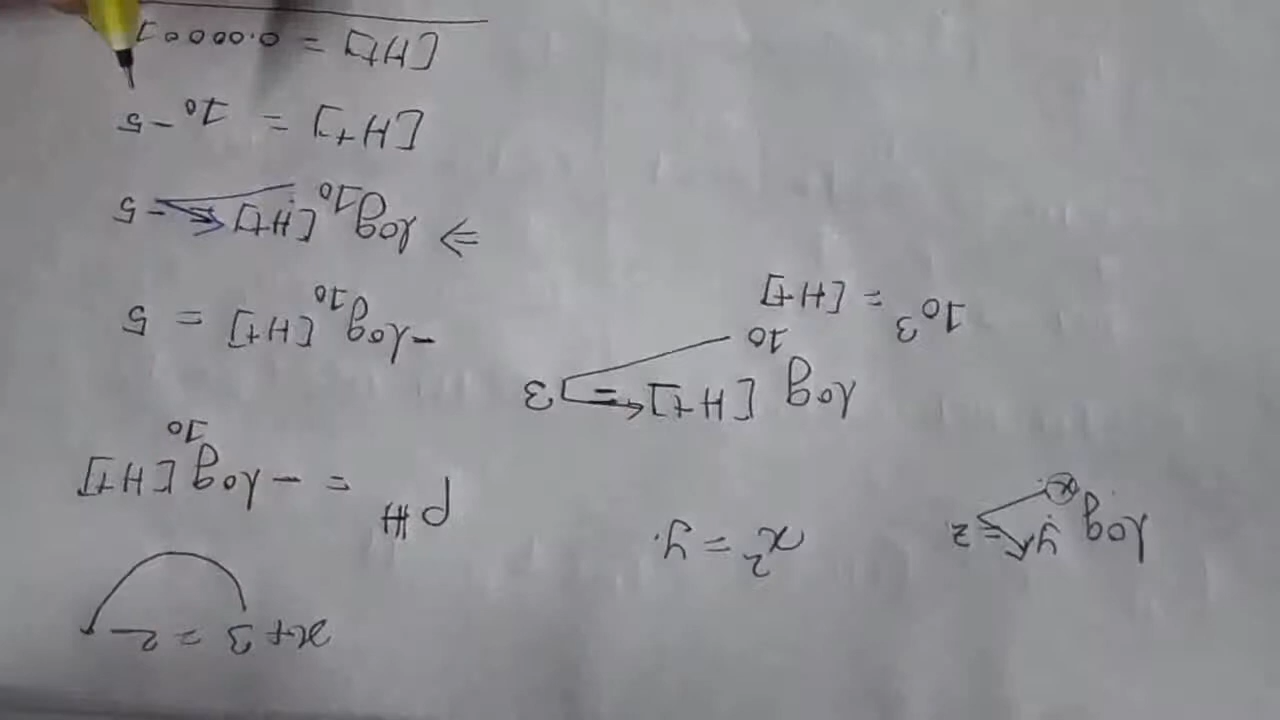 log_x y = z
x^z = y.
log_10 [H+] = 3
10^3 = [H+]
x+3 = 2 –
pH = -log_10 [H+]
-log_10 [H+] = 5
⇒ log_10 [H+] = -5
[H+] = 10^-5
[H+] = 0.00001